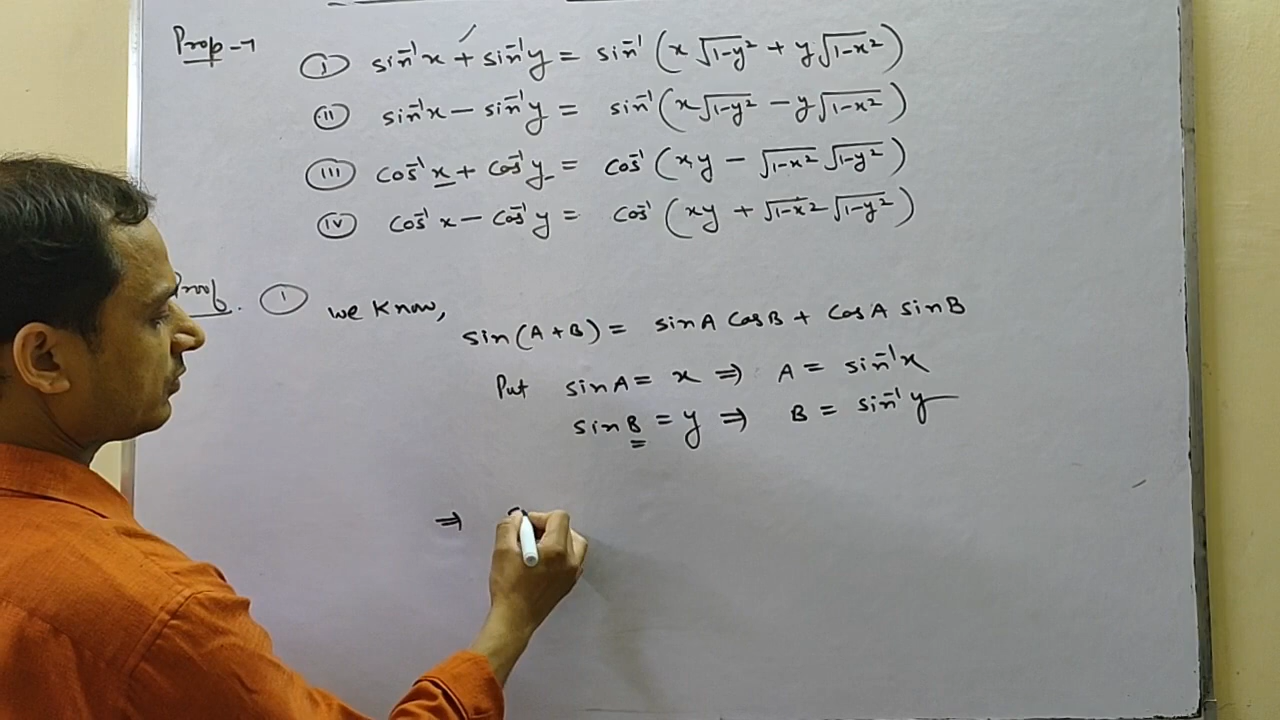 Prop-7
(i) sin⁻¹x + sin⁻¹y = sin⁻¹(x√1-y² + y√1-x²)
(ii) sin⁻¹x - sin⁻¹y = sin⁻¹(x√1-y² - y√1-x²)
(iii) cos⁻¹x + cos⁻¹y = cos⁻¹(xy - √1-x² √1-y²)
(iv) cos⁻¹x - cos⁻¹y = cos⁻¹(xy + √1-x² √1-y²)
Proof. (1) we know,
sin(A+B) = sinA cosB + cosA sinB
Put sinA = x ⇒ A = sin⁻¹x
sinB = y ⇒ B = sin⁻¹y
⇒